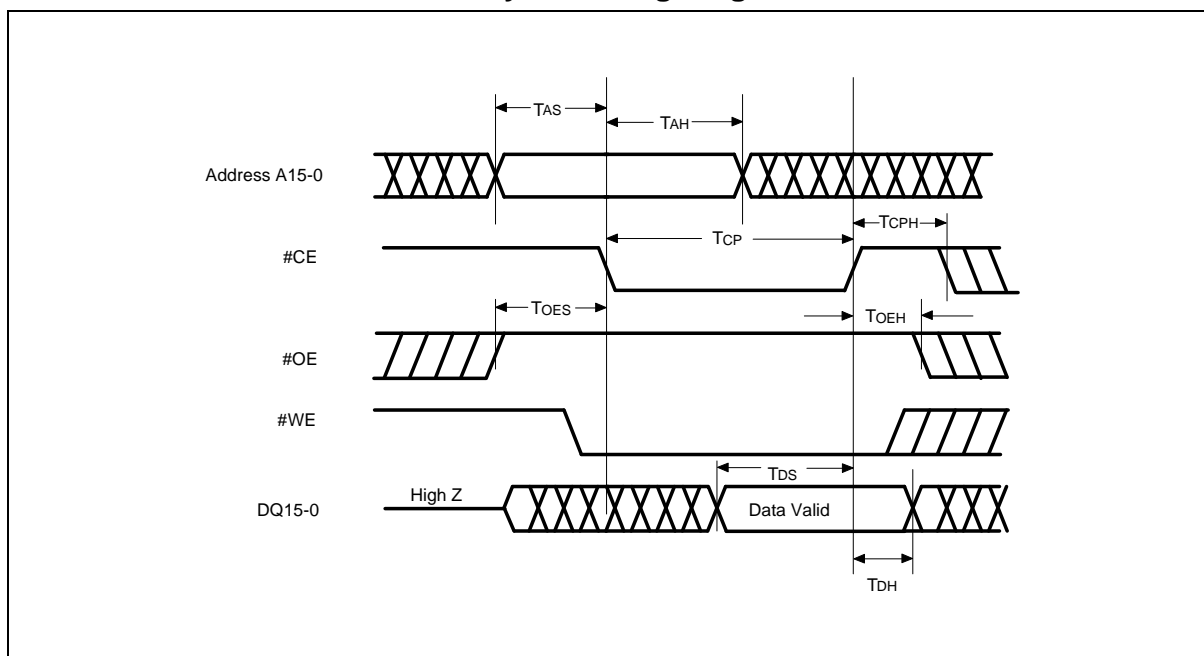 TAS
TAH
Address A15-0
TCPH
TCP
#CE
TOES
TOEH
#OE
#WE
TDS
High Z
DQ15-0
Data Valid
TDH